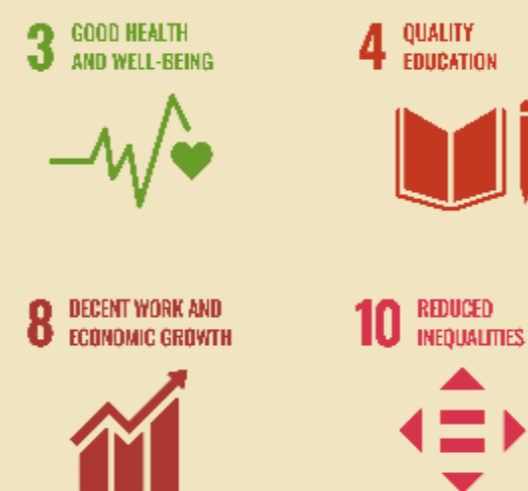 3 GOOD HEALTH
AND WELL-BEING
4 QUALITY
EDUCATION
8 DECENT WORK AND
ECONOMIC GROWTH
10 REDUCED
INEQUALITIES